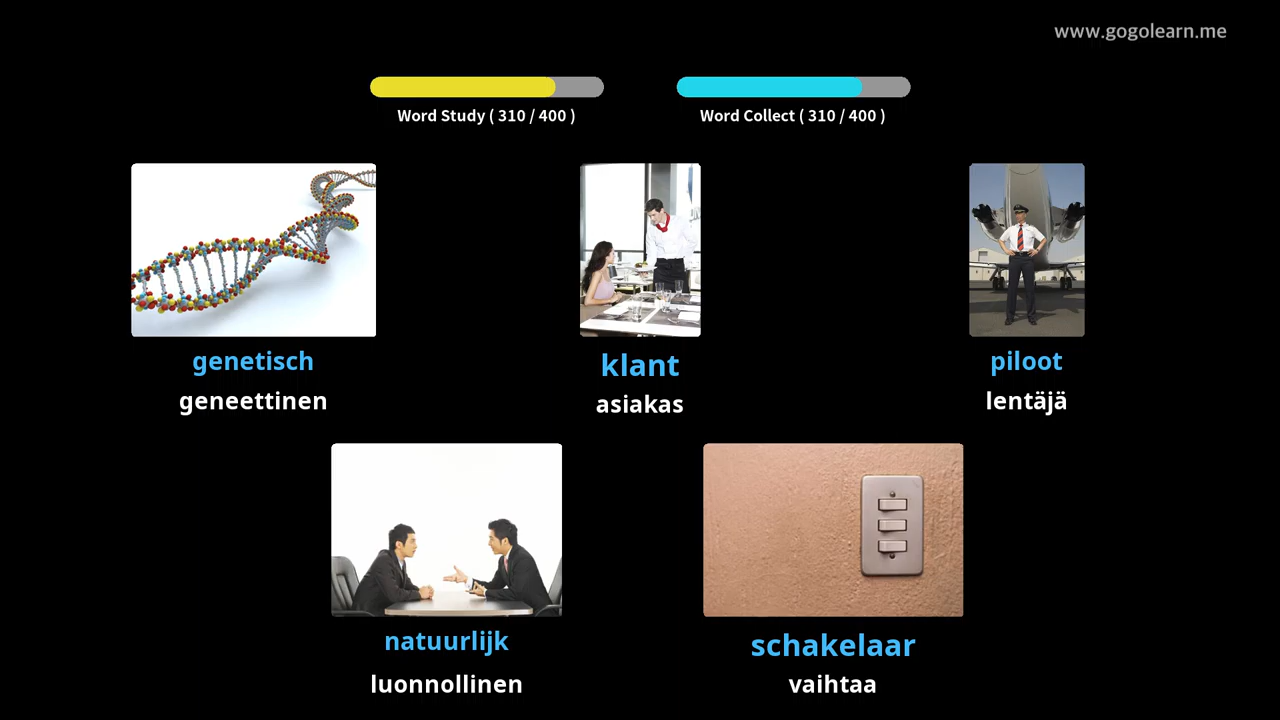 www.gogolearn.me
Word Study ( 310 / 400 )
Word Collect ( 310 / 400 )
genetisch
geneettinen
klant
asiakas
piloot
lentäjä
natuurlijk
luonnollinen
schakelaar
vaihtaa